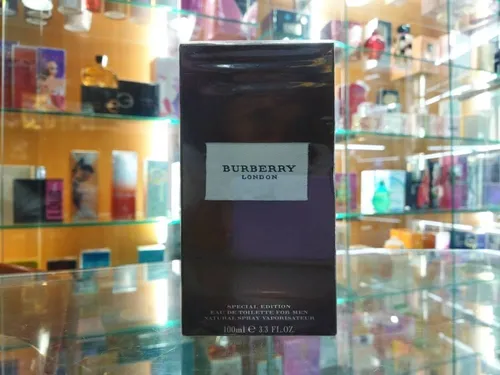 BURBERRY
LONDON
SPECIAL EDITION
EAU DE TOILETTE FOR MEN
NATURAL SPRAY VAPORISATEUR
100ml ℮ 3.3 FL.OZ.